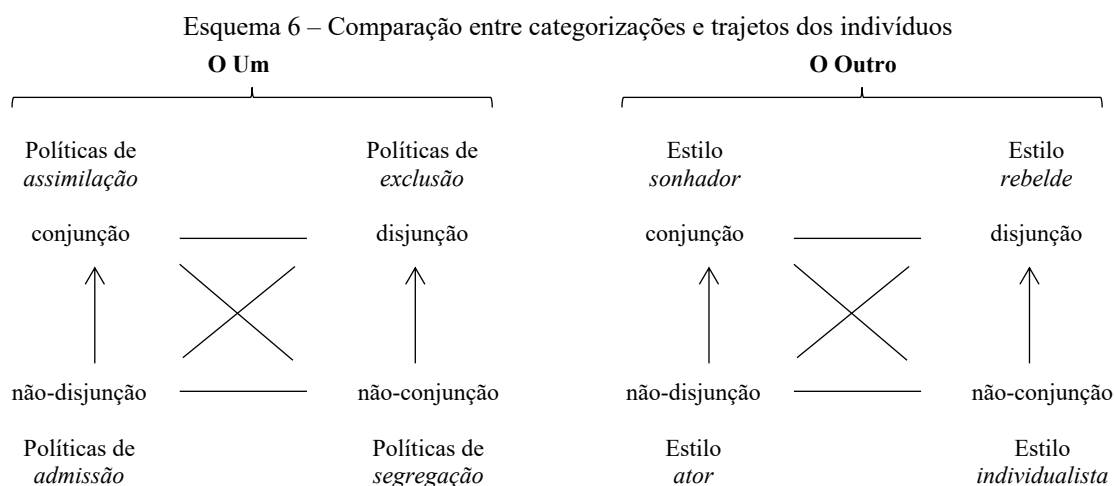 Esquema 6 – Comparação entre categorizações e trajetos dos indivíduos
O Um
O Outro
Políticas de
assimilação
Políticas de
exclusão
Estilo
sonhador
Estilo
rebelde
conjunção
disjunção
conjunção
disjunção
não-disjunção
não-conjunção
não-disjunção
não-conjunção
Políticas de
admissão
Políticas de
segregação
Estilo
ator
Estilo
individualista